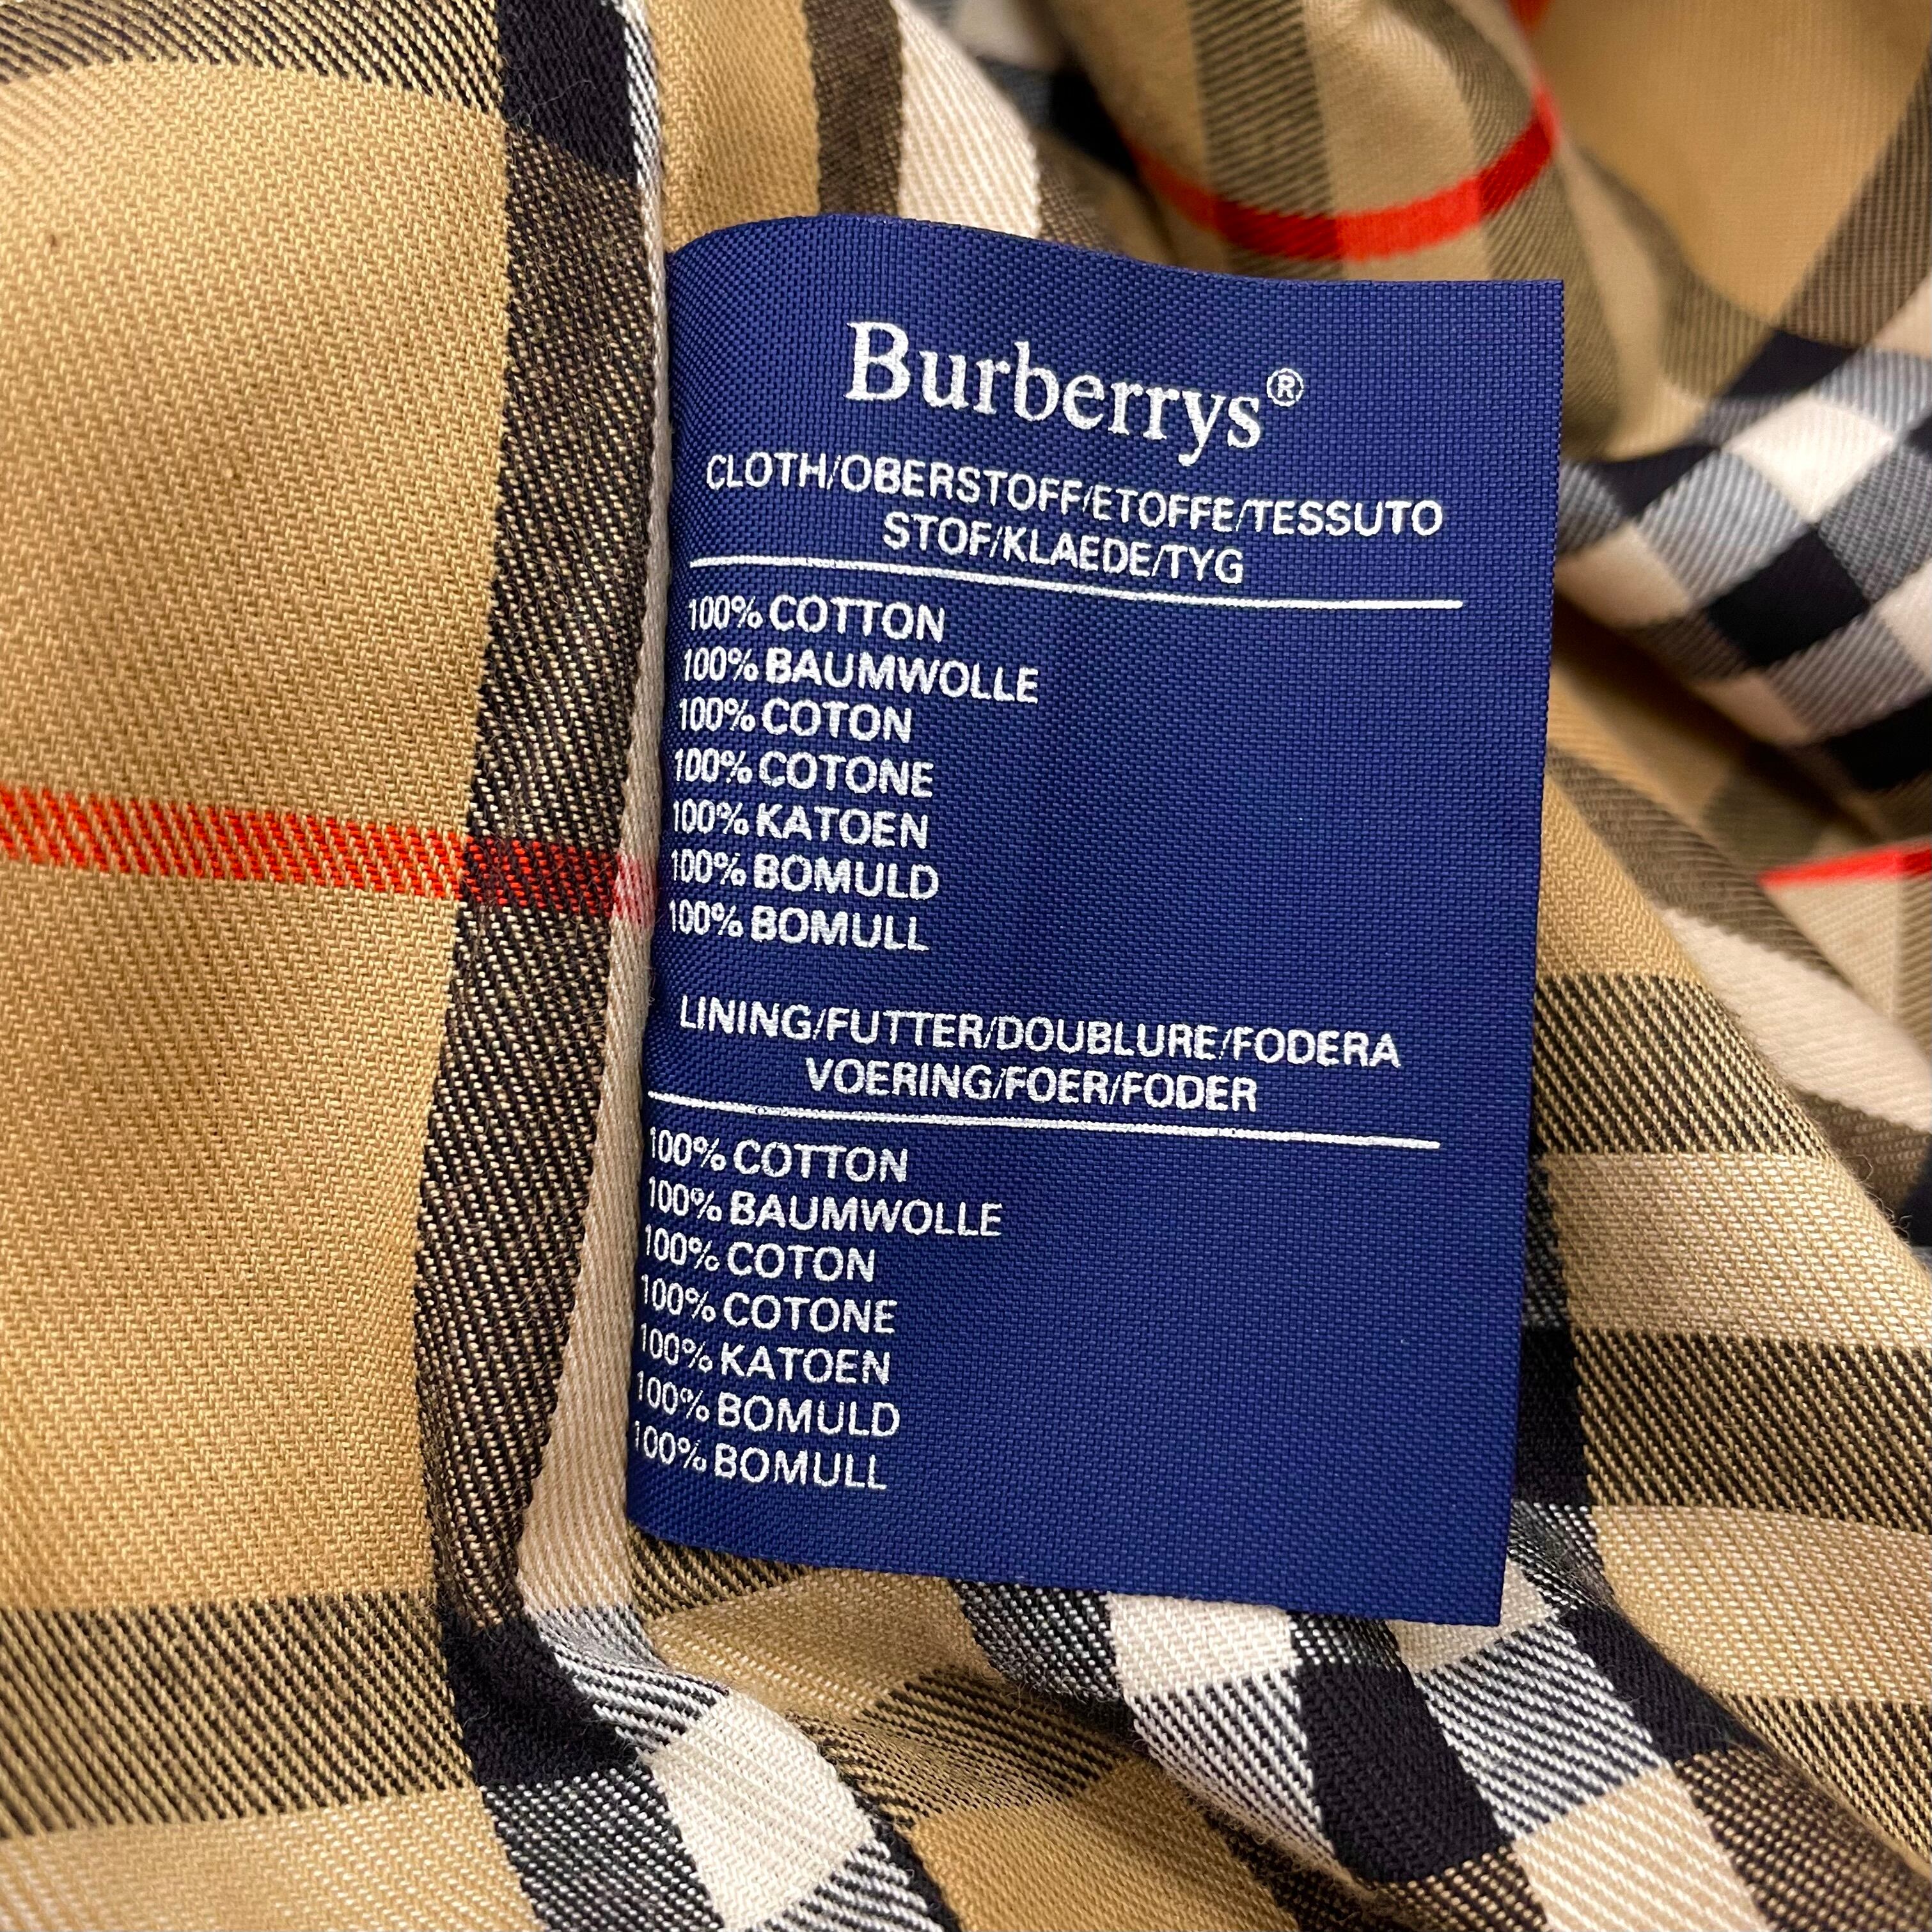 Burberrys®
CLOTH/OBERSTOFF/ETOFFE/TESSUTO
STOF/KLAEDE/TYG
100% COTTON
100% BAUMWOLLE
100% COTON
100% COTONE
100% KATOEN
100% BOMULD
100% BOMULL
LINING/FUTTER/DOUBLURE/FODERA
VOERING/FOER/FODER
100% COTTON
100% BAUMWOLLE
100% COTON
100% COTONE
100% KATOEN
100% BOMULD
100% BOMULL